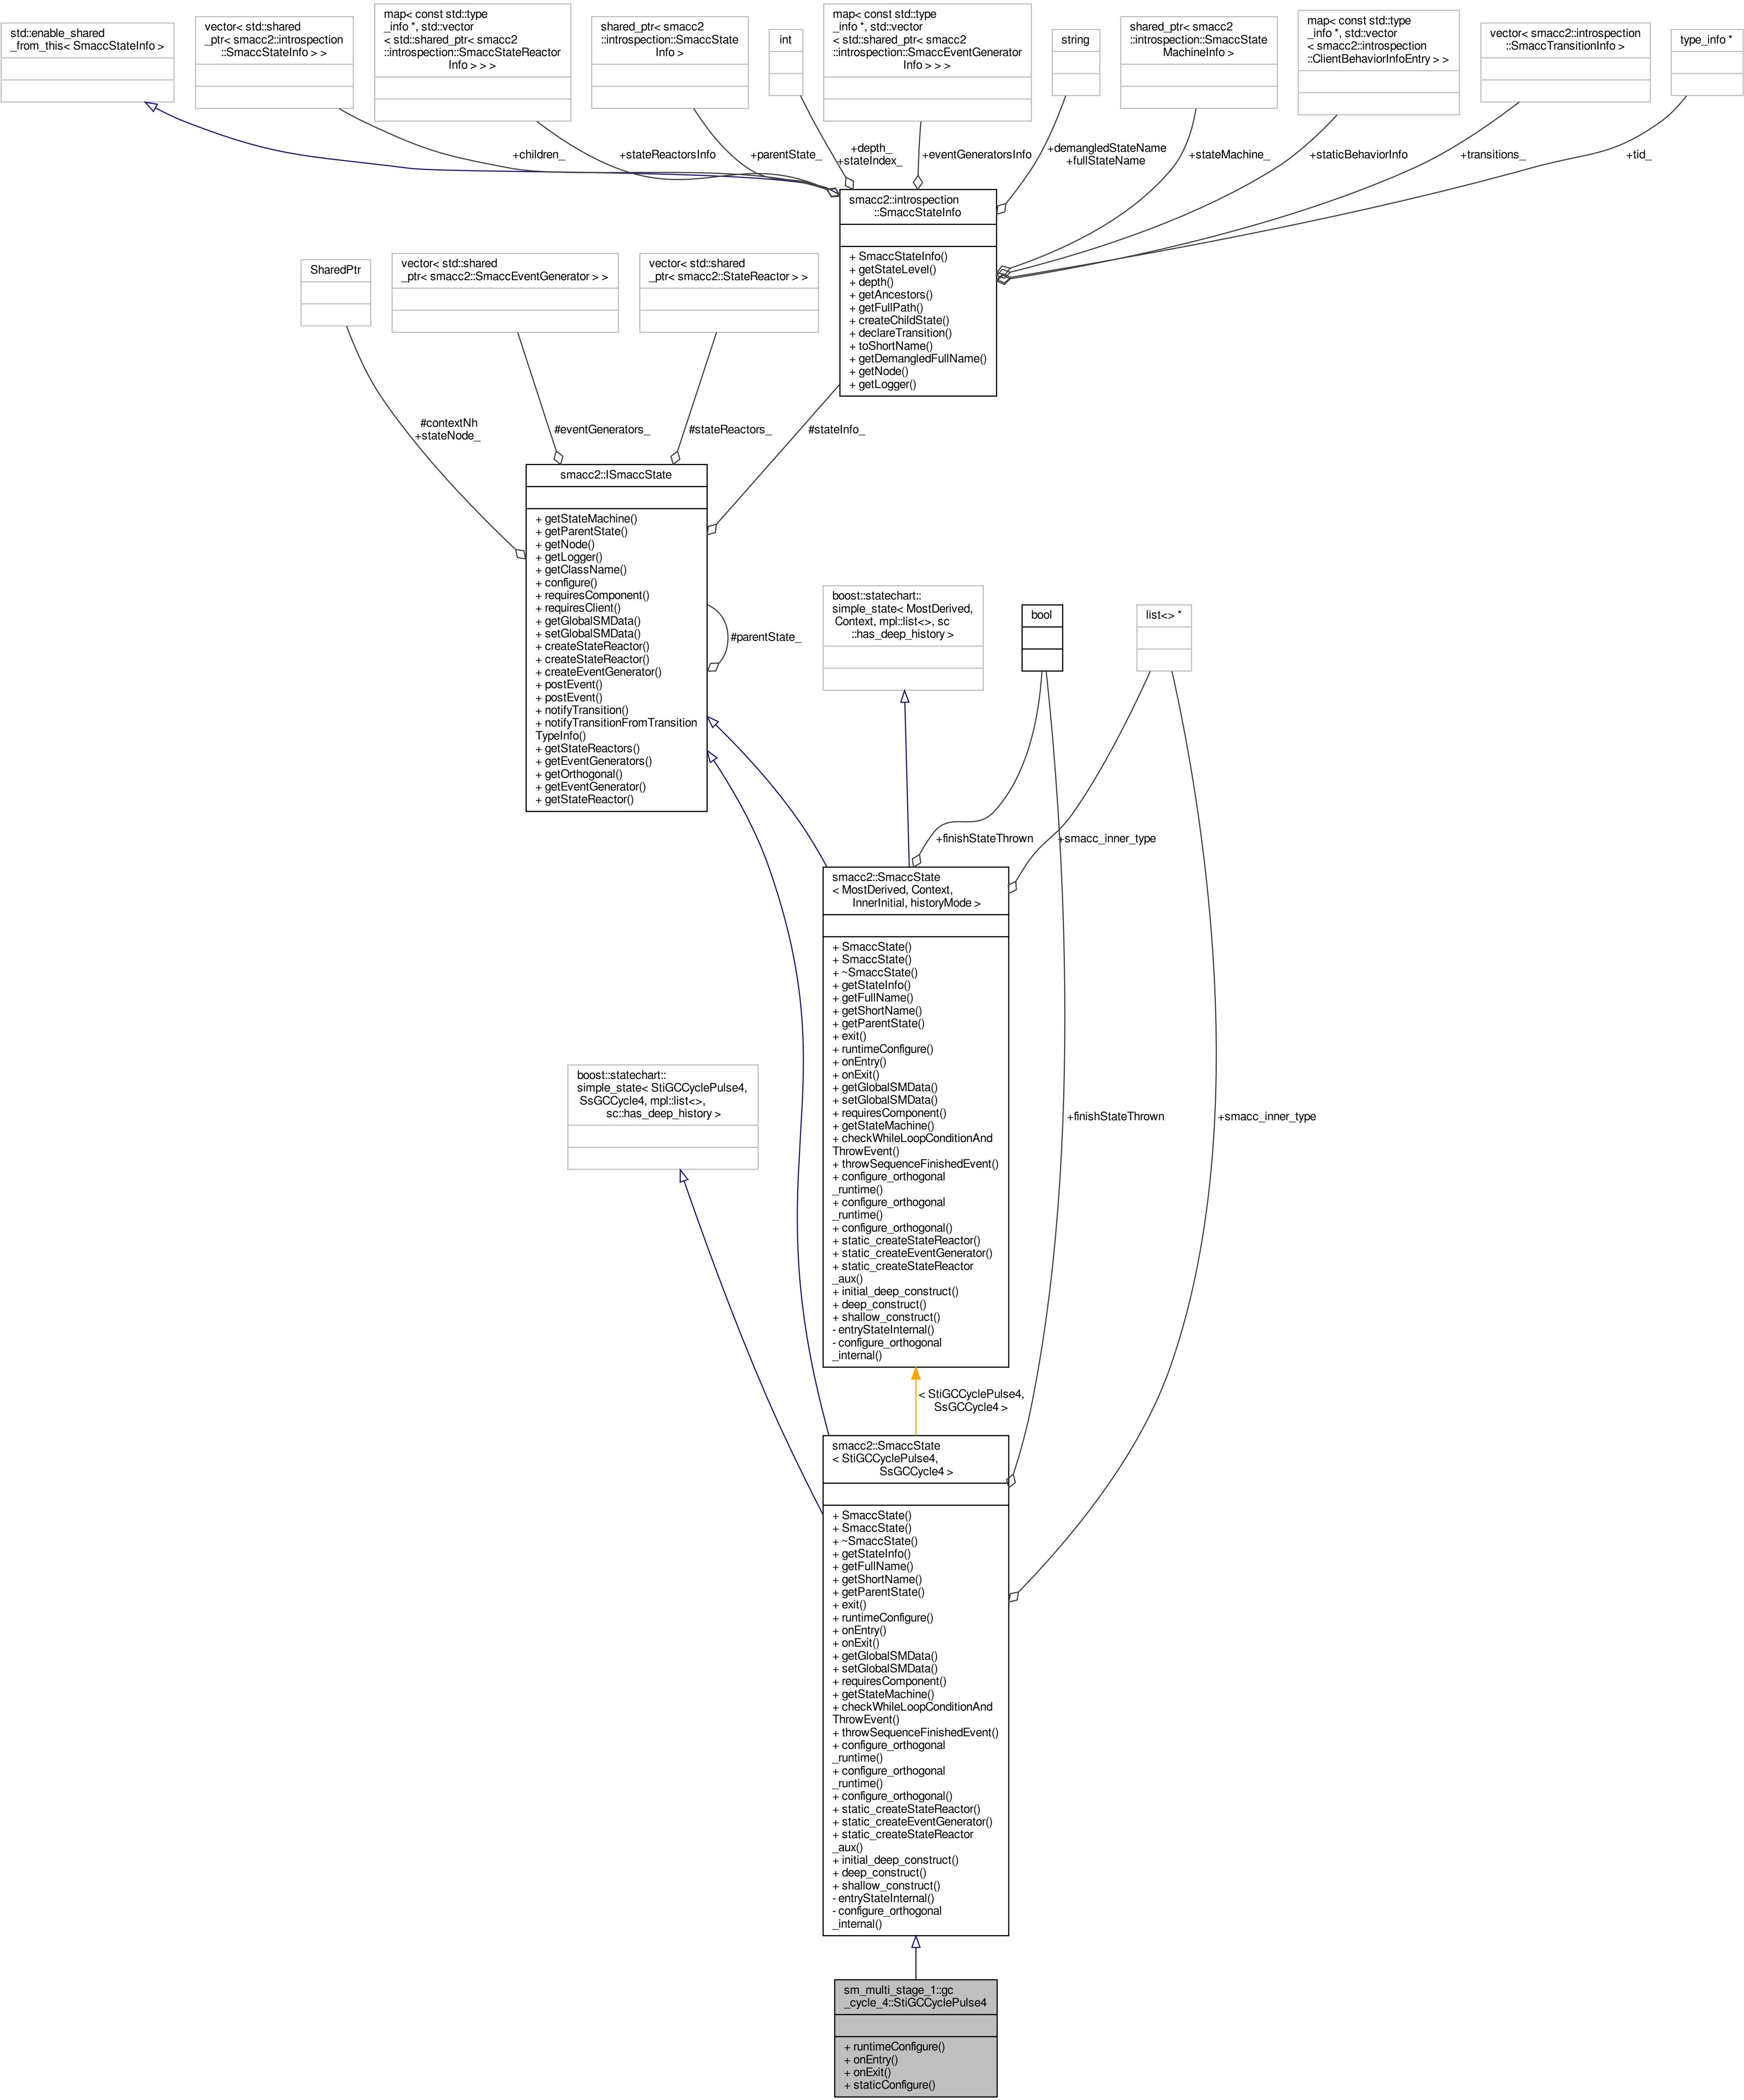 std::enable_shared
_from_this< SmaccStateInfo >
vector< std::shared
_ptr< smacc2::introspection
::SmaccStateInfo > >
map< const std::type
_info *, std::vector
< std::shared_ptr< smacc2
::introspection::SmaccStateReactor
Info > > >
shared_ptr< smacc2
::introspection::SmaccState
Info >
int
map< const std::type
_info *, std::vector
< std::shared_ptr< smacc2
::introspection::SmaccEventGenerator
Info > > >
string
shared_ptr< smacc2
::introspection::SmaccState
MachineInfo >
map< const std::type
_info *, std::vector
< smacc2::introspection
::ClientBehaviorInfoEntry > >
vector< smacc2::introspection
::SmaccTransitionInfo >
type_info *
+children_
+stateReactorsInfo
+parentState_
+depth_
+stateIndex_
+eventGeneratorsInfo
+demangledStateName
+fullStateName
+stateMachine_
+staticBehaviorInfo
+transitions_
+tid_
smacc2::introspection
::SmaccStateInfo
+ SmaccStateInfo()
+ getStateLevel()
+ depth()
+ getAncestors()
+ getFullPath()
+ createChildState()
+ declareTransition()
+ toShortName()
+ getDemangledFullName()
+ getNode()
+ getLogger()
SharedPtr
vector< std::shared
_ptr< smacc2::SmaccEventGenerator > >
vector< std::shared
_ptr< smacc2::StateReactor > >
#contextNh
+stateNode_
#eventGenerators_
#stateReactors_
#stateInfo_
smacc2::ISmaccState
+ getStateMachine()
+ getParentState()
+ getNode()
+ getLogger()
+ getClassName()
+ configure()
+ requiresComponent()
+ requiresClient()
+ getGlobalSMData()
+ setGlobalSMData()
+ createStateReactor()
+ createStateReactor()
+ createEventGenerator()
+ postEvent()
+ postEvent()
+ notifyTransition()
+ notifyTransitionFromTransition
TypeInfo()
+ getStateReactors()
+ getEventGenerators()
+ getOrthogonal()
+ getEventGenerator()
+ getStateReactor()
#parentState_
boost::statechart::
simple_state< MostDerived,
Context, mpl::list<>, sc
::has_deep_history >
bool
list<> *
+finishStateThrown
+smacc_inner_type
smacc2::SmaccState
< MostDerived, Context,
InnerInitial, historyMode >
+ SmaccState()
+ SmaccState()
+ ~SmaccState()
+ getStateInfo()
+ getFullName()
+ getShortName()
+ getParentState()
+ exit()
+ runtimeConfigure()
+ onEntry()
+ onExit()
+ getGlobalSMData()
+ setGlobalSMData()
+ requiresComponent()
+ getStateMachine()
+ checkWhileLoopConditionAnd
ThrowEvent()
+ throwSequenceFinishedEvent()
+ configure_orthogonal
_runtime()
+ configure_orthogonal
_runtime()
+ configure_orthogonal()
+ static_createStateReactor()
+ static_createEventGenerator()
+ static_createStateReactor
_aux()
+ initial_deep_construct()
+ deep_construct()
+ shallow_construct()
- entryStateInternal()
- configure_orthogonal
_internal()
boost::statechart::
simple_state< StiGCCyclePulse4,
SsGCCycle4, mpl::list<>,
sc::has_deep_history >
+finishStateThrown
+smacc_inner_type
< StiGCCyclePulse4,
SsGCCycle4 >
smacc2::SmaccState
< StiGCCyclePulse4,
SsGCCycle4 >
+ SmaccState()
+ SmaccState()
+ ~SmaccState()
+ getStateInfo()
+ getFullName()
+ getShortName()
+ getParentState()
+ exit()
+ runtimeConfigure()
+ onEntry()
+ onExit()
+ getGlobalSMData()
+ setGlobalSMData()
+ requiresComponent()
+ getStateMachine()
+ checkWhileLoopConditionAnd
ThrowEvent()
+ throwSequenceFinishedEvent()
+ configure_orthogonal
_runtime()
+ configure_orthogonal
_runtime()
+ configure_orthogonal()
+ static_createStateReactor()
+ static_createEventGenerator()
+ static_createStateReactor
_aux()
+ initial_deep_construct()
+ deep_construct()
+ shallow_construct()
- entryStateInternal()
- configure_orthogonal
_internal()
sm_multi_stage_1::gc
_cycle_4::StiGCCyclePulse4
+ runtimeConfigure()
+ onEntry()
+ onExit()
+ staticConfigure()